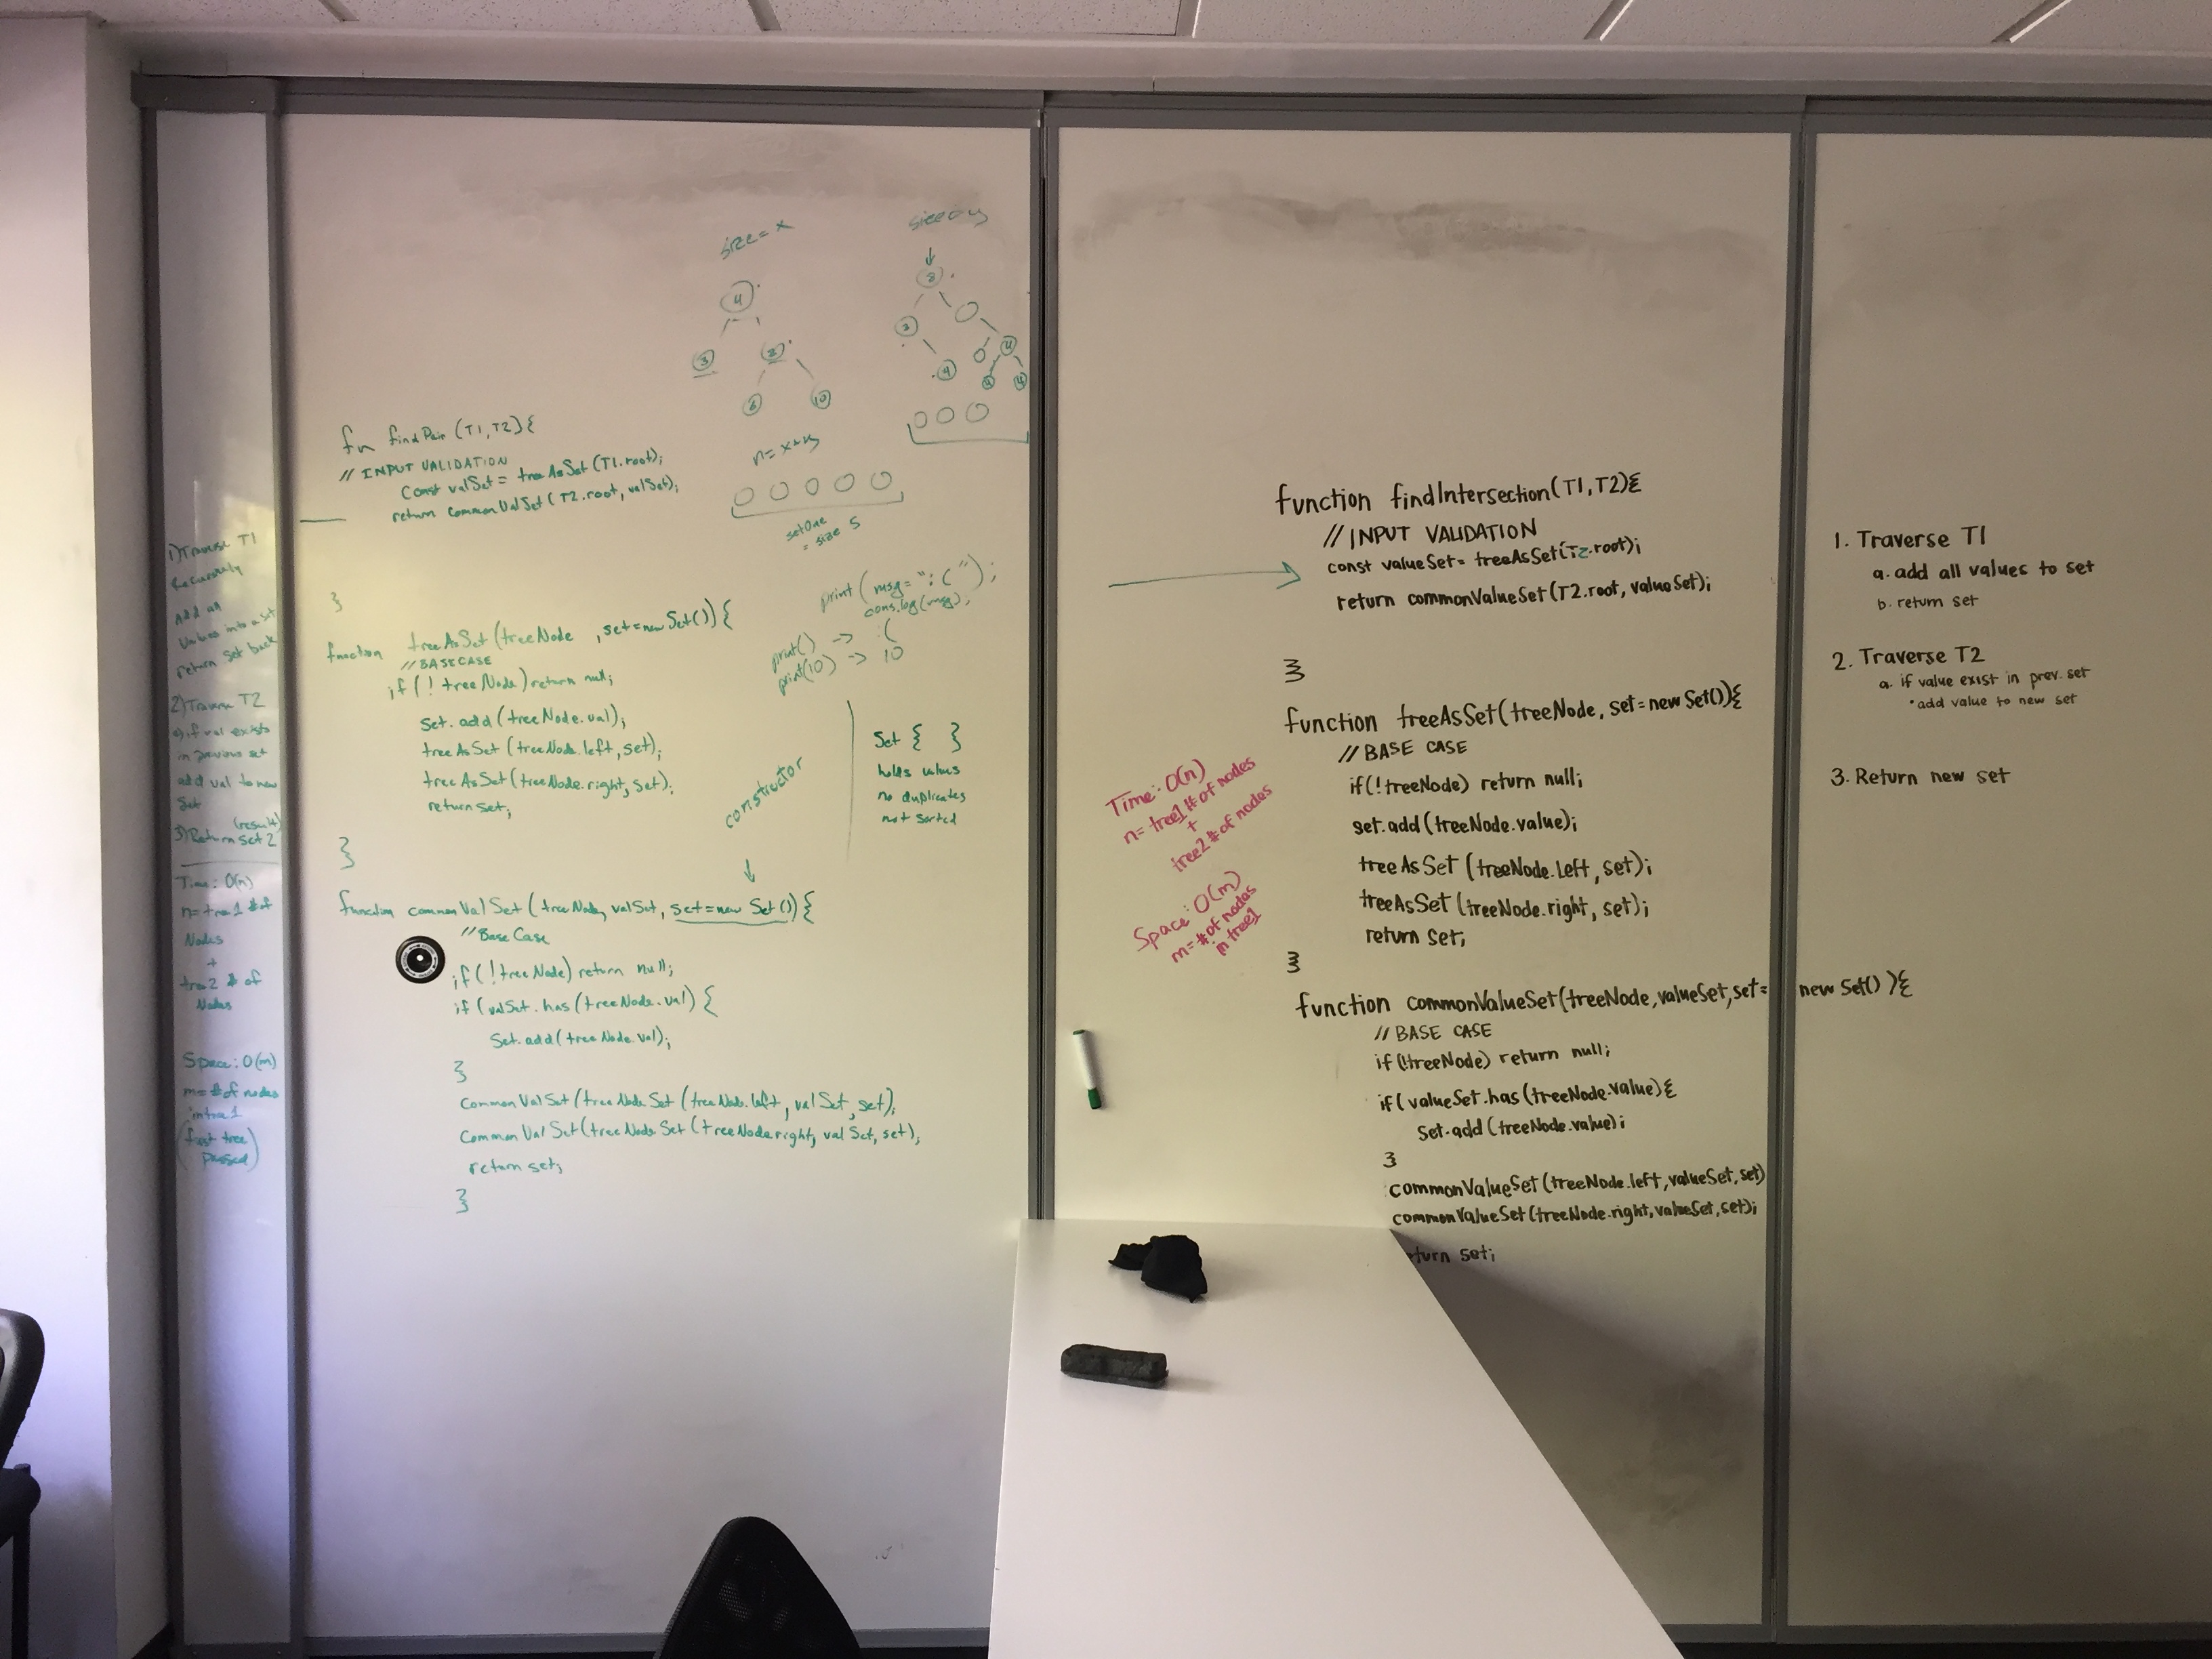 1) Traverse T1
Recursively
Add all
Values into a set
return set back
2) Traverse T2
a) if val exists
in previous set
add val to new
Set
(result)
3) Return set 2
Time: O(n)
n= tree 1 # of
Nodes
+
tree 2 # of
Nodes
Space: O(m)
m= # of nodes
in tree 1
(first tree
passed)
size = x
4
3
2
6
10
size = y
3
4
n= x+y
setOne
= size 5
fn findPair (T1, T2) {
// INPUT VALIDATION
const valSet = treeAsSet (T1.root);
return commonValSet ( T2.root, valSet);
}
function treeAsSet (treeNode , set = new Set()) {
// BASE CASE
if ( ! treeNode) return null;
set. add (treeNode.val);
treeAsSet (treeNode.left, set);
treeAsSet (treeNode.right, set);
return set;
}
print ( msg= ":(" );
cons.log(msg);
print() -> :(
print(10) -> 10
constructor
Set { }
holds values
no duplicates
not sorted
function commonValSet ( treeNode, valSet, set = new Set ()) {
// Base Case
if ( ! treeNode) return null;
if (valSet. has (treeNode.val) {
Set. add ( treeNode.val);
}
CommonValSet (treeNodeSet (treeNode.left, valSet, set);
CommonValSet (treeNodeSet (treeNode.right, valSet, set);
return set;
}
function findIntersection(T1,T2){
// INPUT VALIDATION
const valueSet= treeAsSet(T2.root);
return commonValueSet(T2.root, valueSet);
}
function treeAsSet(treeNode, set=new Set()){
// BASE CASE
if(!treeNode) return null;
set.add(treeNode.value);
treeAsSet (treeNode.left, set);
treeAsSet (treeNode.right, set);
return set;
}
Time: O(n)
n= tree1 # of nodes
+
tree2 # of nodes
Space: O(m)
m= # of nodes
in tree1
function commonValueSet(treeNode,valueSet,set= new Set() ){
// BASE CASE
if(!treeNode) return null;
if( valueSet.has(treeNode.value){
set.add(treeNode.value);
}
commonValueSet(treeNode.left,valueSet,set)
commonValueSet(treeNode.right,valueSet,set);
eturn set;
1. Traverse T1
a. add all values to set
b. return set
2. Traverse T2
a. if value exist in prev. set
• add value to new set
3. Return new set